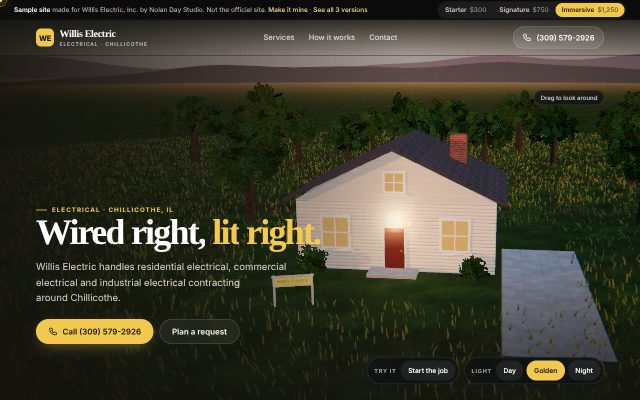 Sample site made for Willis Electric, Inc. by Nolan Day Studio. Not the official site. Make it mine · See all 3 versions
Starter $300 Signature $750 Immersive $1,250
WE
Willis Electric
ELECTRICAL · CHILLICOTHE
Services How it works Contact
(309) 579-2926
Drag to look around
ELECTRICAL · CHILLICOTHE, IL
Wired right, lit right.
Willis Electric handles residential electrical, commercial
electrical and industrial electrical contracting
around Chillicothe.
Call (309) 579-2926
Plan a request
TRY IT Start the job
LIGHT Day Golden Night